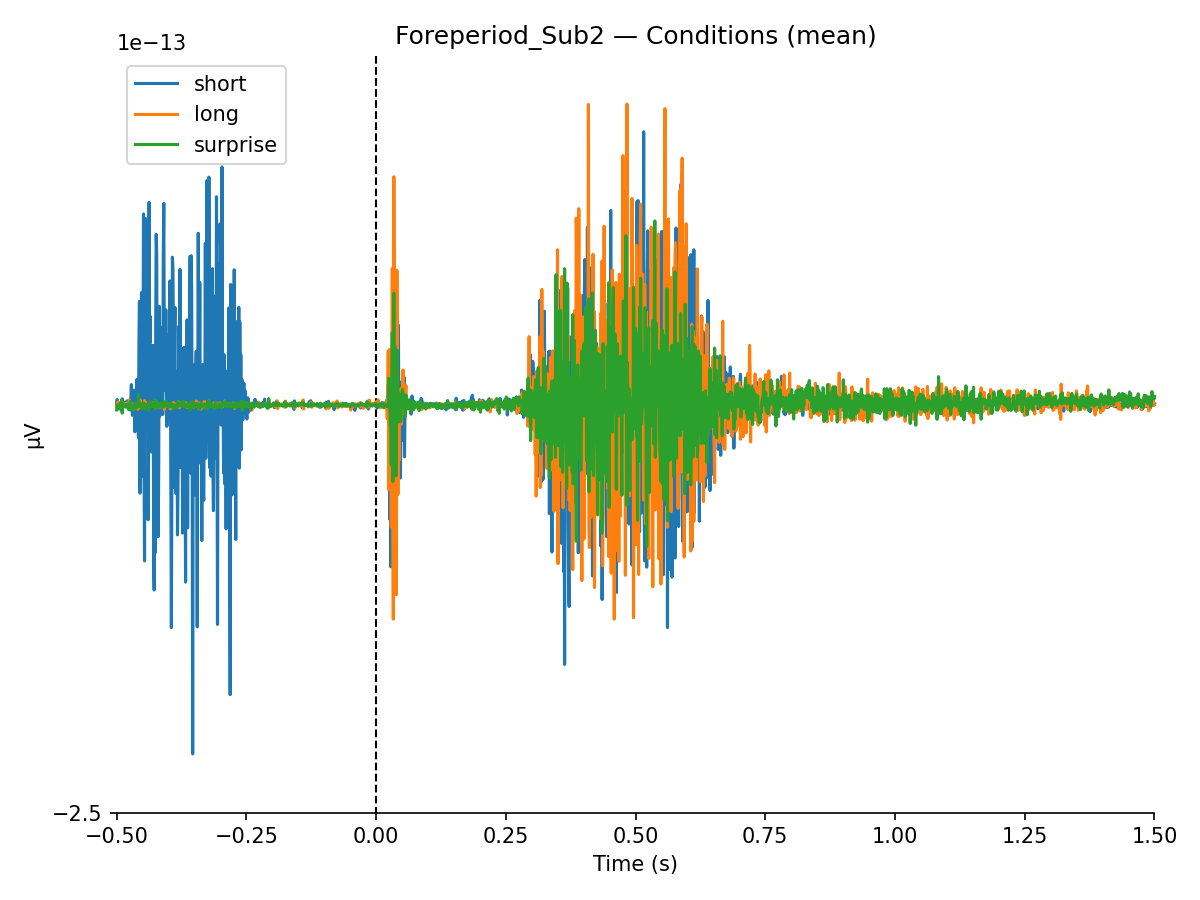 Foreperiod_Sub2 — Conditions (mean)
1e−13
short
long
surprise
µV
−2.5
−0.50 −0.25 0.00 0.25 0.50 0.75 1.00 1.25 1.50
Time (s)